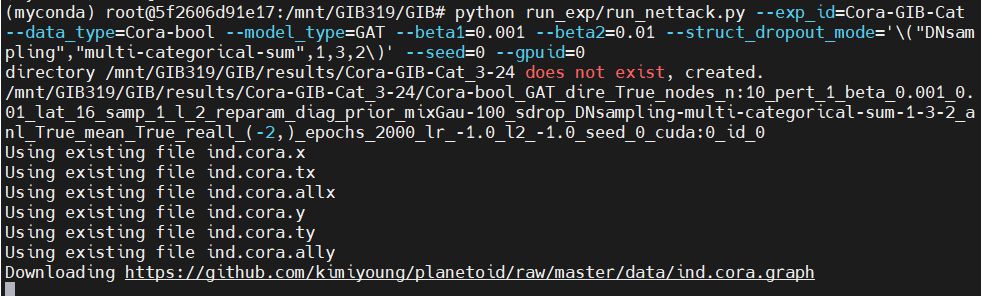 (myconda) root@5f2606d91e17:/mnt/GIB319/GIB# python run_exp/run_nettack.py --exp_id=Cora-GIB-Cat
--data_type=Cora-bool --model_type=GAT --beta1=0.001 --beta2=0.01 --struct_dropout_mode='\("DNsam
pling","multi-categorical-sum",1,3,2\)' --seed=0 --gpuid=0
directory /mnt/GIB319/GIB/results/Cora-GIB-Cat_3-24 does not exist, created.
/mnt/GIB319/GIB/results/Cora-GIB-Cat_3-24/Cora-bool_GAT_dire_True_nodes_n:10_pert_1_beta_0.001_0.
01_lat_16_samp_1_l_2_reparam_diag_prior_mixGau-100_sdrop_DNsampling-multi-categorical-sum-1-3-2_a
nl_True_mean_True_reall_(-2,)_epochs_2000_lr_-1.0_l2_-1.0_seed_0_cuda:0_id_0
Using existing file ind.cora.x
Using existing file ind.cora.tx
Using existing file ind.cora.allx
Using existing file ind.cora.y
Using existing file ind.cora.ty
Using existing file ind.cora.ally
Downloading https://github.com/kimiyoung/planetoid/raw/master/data/ind.cora.graph